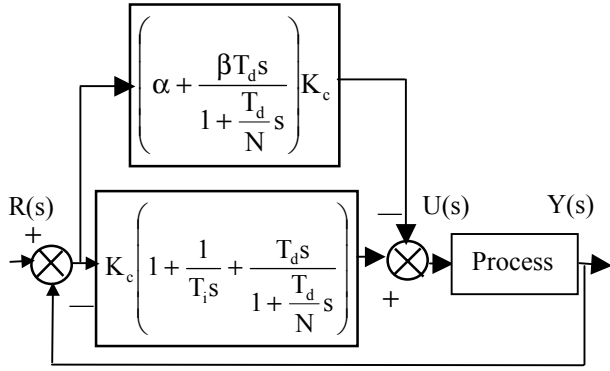 ( α + βT_d s / (1 + (T_d / N) s) ) K_c
R(s)
+
—
K_c ( 1 + 1 / (T_i s) + T_d s / (1 + (T_d / N) s) )
—
U(s)
+
Process
Y(s)